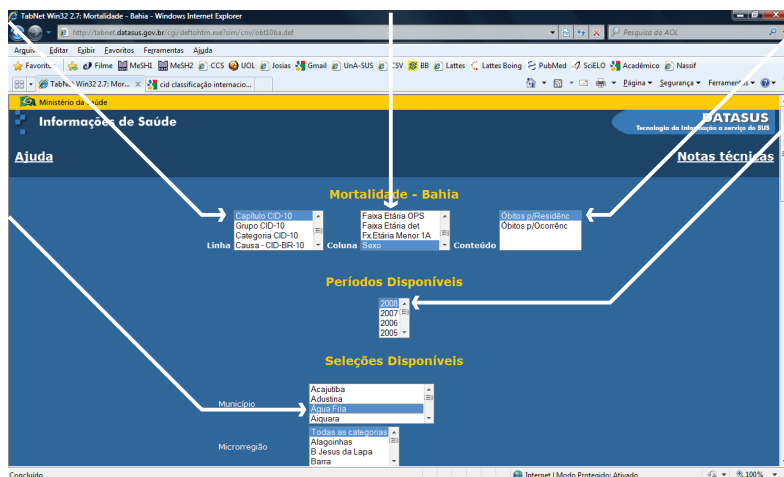 TabNet Win32 2.7: Mortalidade - Bahia - Windows Internet Explorer
http://tabnet.datasus.gov.br/cgi/deftohtm.exe?sim/cnv/obt10ba.def
Pesquisa do AOL
Editar Exibir Favoritos Ferramentas Ajuda
Filme MeSH1 MeSH2 CCS UOL Josias Gmail UnA-SUS CSV BB Lattes Lattes Boing PubMed SciELO Acadêmico Nassif
TabNet Win32 2.7: Mor... cid classificação internacio...
Página Segurança Ferramentas
Ministério da Saúde
Informações de Saúde
DATASUS
Tecnologia da Informação a serviço do SUS
Ajuda
Notas técnicas
Mortalidade - Bahia
Capítulo CID-10
Grupo CID-10
Categoria CID-10
Linha Causa - CID-BR-10
Faixa Etária OPS
Faixa Etária det
Fx.Etária Menor 1A
Coluna Sexo
Óbitos p/Residênc
Óbitos p/Ocorrênc
Conteúdo
Períodos Disponíveis
2008
2007
2006
2005
Seleções Disponíveis
Município
Acajutiba
Adustina
Água Fria
Aiquara
Microrregião
Todas as categorias
Alagoinhas
B Jesus da Lapa
Barra
Concluído
Internet | Modo Protegido: Ativado
100%